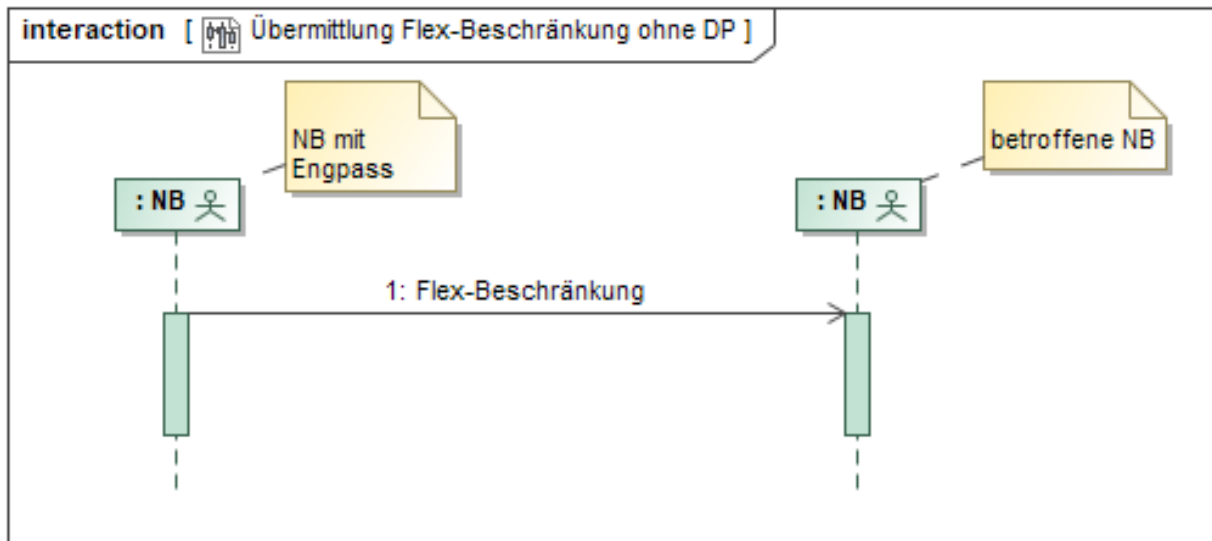 interaction [ Übermittlung Flex-Beschränkung ohne DP ]
NB mit
Engpass
betroffene NB
: NB
: NB
1: Flex-Beschränkung